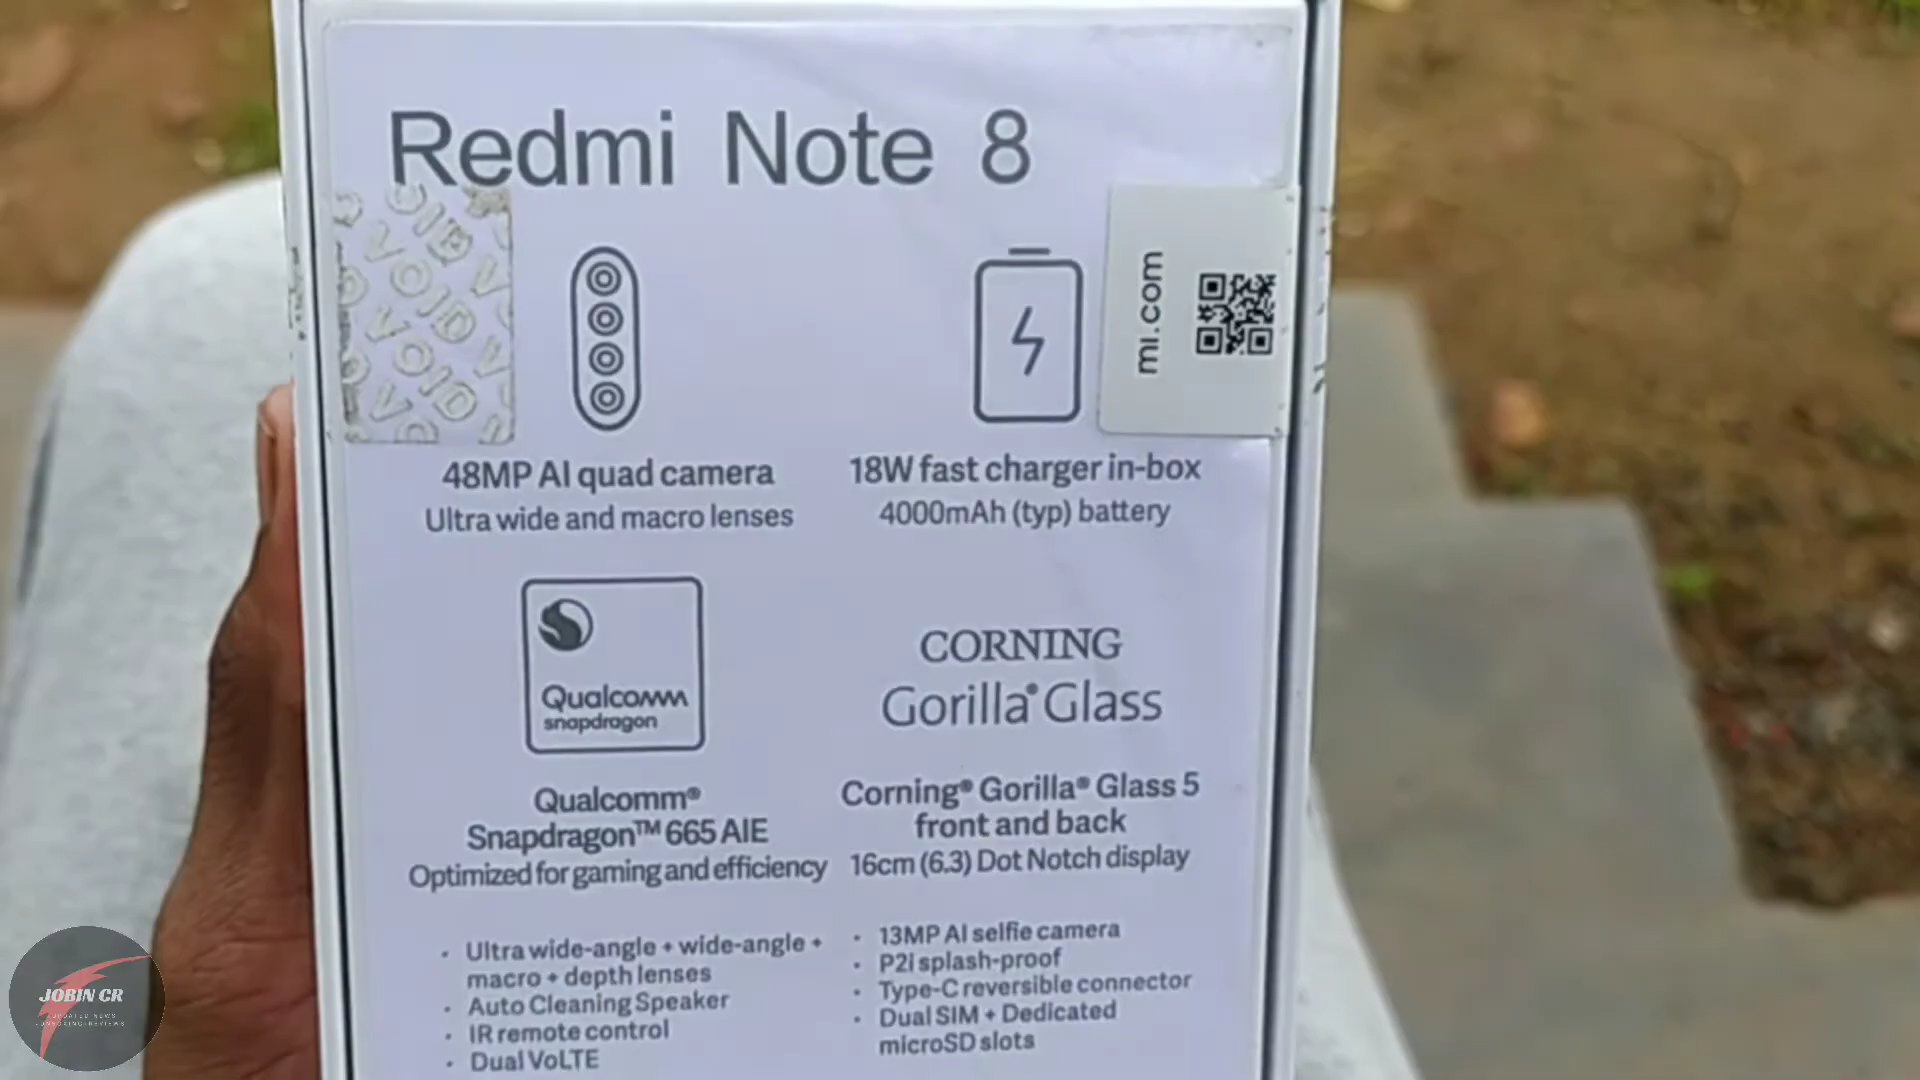 Redmi Note 8
VOID
VOID
VOID
mi.com
48MP AI quad camera
Ultra wide and macro lenses
18W fast charger in-box
4000mAh (typ) battery
Qualcomm
snapdragon
CORNING
Gorilla® Glass
Qualcomm®
Snapdragon™ 665 AIE
Optimized for gaming and efficiency
Corning® Gorilla® Glass 5
front and back
16cm (6.3) Dot Notch display
· Ultra wide-angle + wide-angle +
macro + depth lenses
· Auto Cleaning Speaker
· IR remote control
· Dual VoLTE
· 13MP AI selfie camera
· P2i splash-proof
· Type-C reversible connector
· Dual SIM + Dedicated
microSD slots
JOBIN CR
UPDATED NEWS